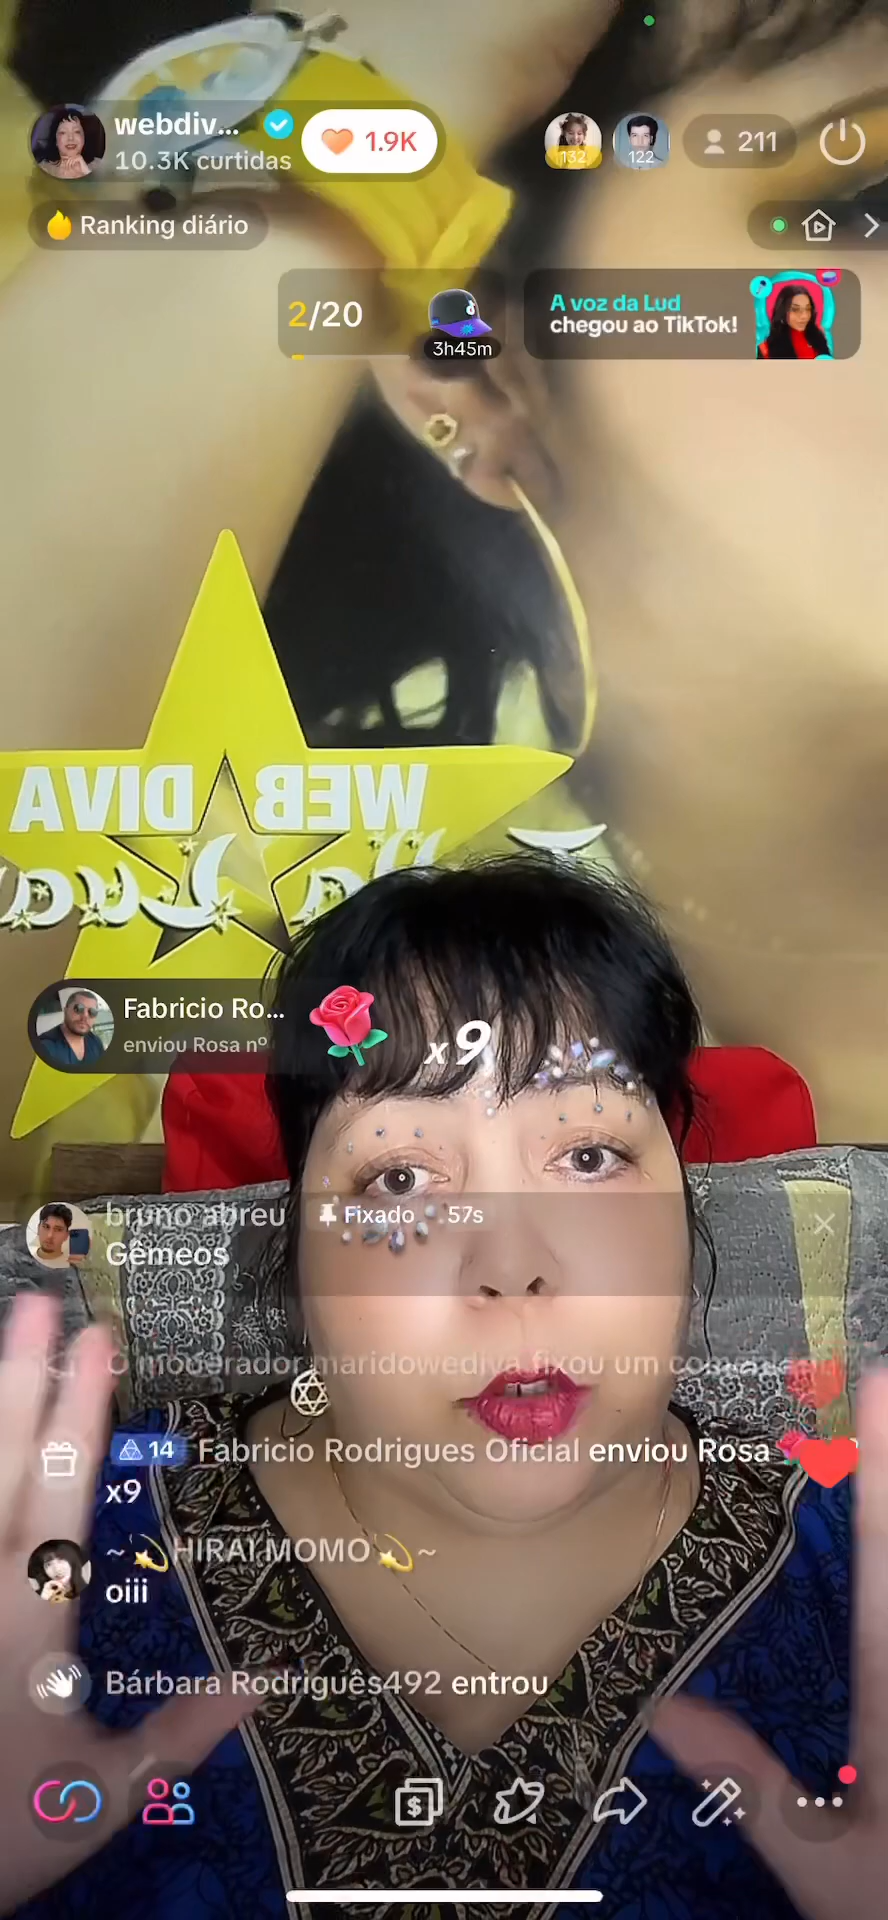 webdiv...
10.3K curtidas
1.9K
132
122
211
Ranking diário
2/20
3h45m
A voz da Lud
chegou ao TikTok!
WEB DIVA
Fabricio Ro...
enviou Rosa nº
x9
bruno abreu
Fixado
57s
Gêmeos
O moderador maridowediva fixou um
14 Fabricio Rodrigues Oficial enviou Rosa
x9
~ HIRAI MOMO ~
oiii
Bárbara Rodriguês492 entrou